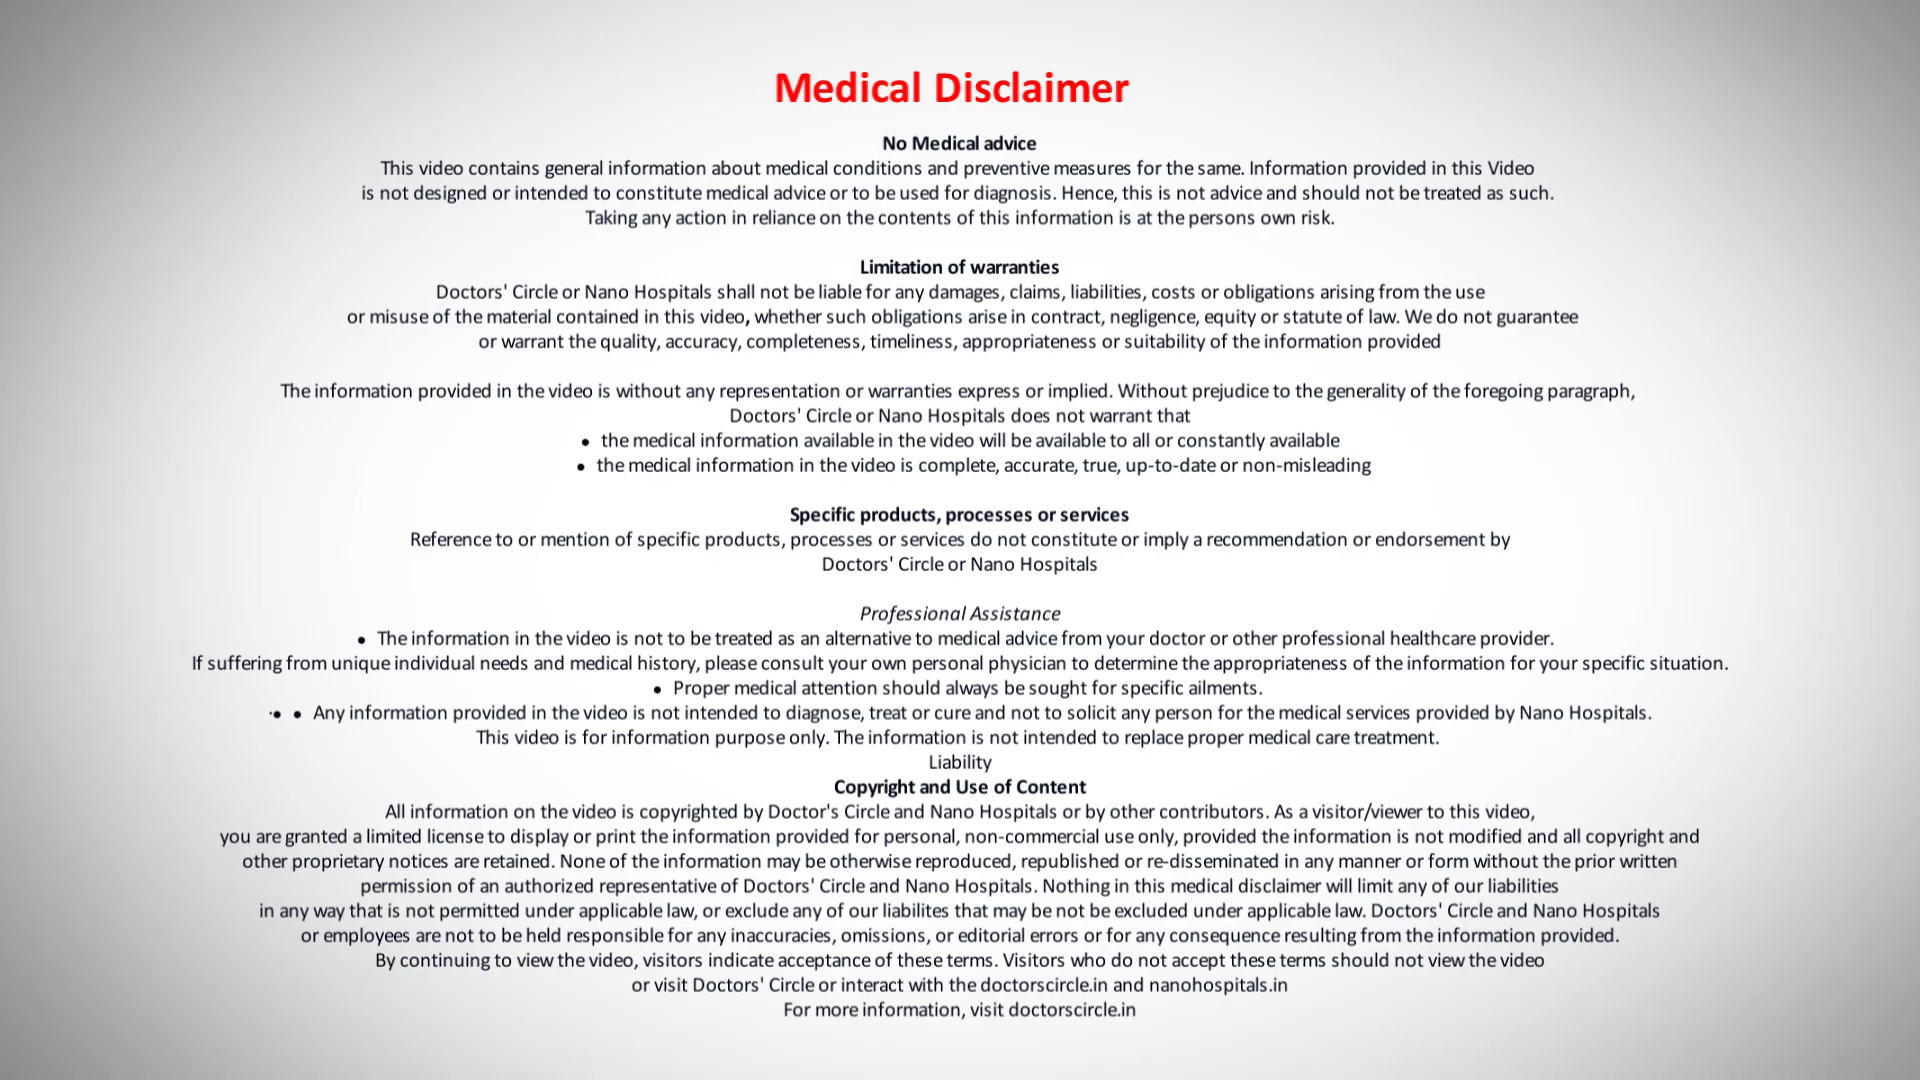 Medical Disclaimer
No Medical advice
This video contains general information about medical conditions and preventive measures for the same. Information provided in this Video
is not designed or intended to constitute medical advice or to be used for diagnosis. Hence, this is not advice and should not be treated as such.
Taking any action in reliance on the contents of this information is at the persons own risk.
Limitation of warranties
Doctors' Circle or Nano Hospitals shall not be liable for any damages, claims, liabilities, costs or obligations arising from the use
or misuse of the material contained in this video, whether such obligations arise in contract, negligence, equity or statute of law. We do not guarantee
or warrant the quality, accuracy, completeness, timeliness, appropriateness or suitability of the information provided
The information provided in the video is without any representation or warranties express or implied. Without prejudice to the generality of the foregoing paragraph,
Doctors' Circle or Nano Hospitals does not warrant that
• the medical information available in the video will be available to all or constantly available
• the medical information in the video is complete, accurate, true, up-to-date or non-misleading
Specific products, processes or services
Reference to or mention of specific products, processes or services do not constitute or imply a recommendation or endorsement by
Doctors' Circle or Nano Hospitals
Professional Assistance
• The information in the video is not to be treated as an alternative to medical advice from your doctor or other professional healthcare provider.
If suffering from unique individual needs and medical history, please consult your own personal physician to determine the appropriateness of the information for your specific situation.
• Proper medical attention should always be sought for specific ailments.
·• • Any information provided in the video is not intended to diagnose, treat or cure and not to solicit any person for the medical services provided by Nano Hospitals.
This video is for information purpose only. The information is not intended to replace proper medical care treatment.
Liability
Copyright and Use of Content
All information on the video is copyrighted by Doctor's Circle and Nano Hospitals or by other contributors. As a visitor/viewer to this video,
you are granted a limited license to display or print the information provided for personal, non-commercial use only, provided the information is not modified and all copyright and
other proprietary notices are retained. None of the information may be otherwise reproduced, republished or re-disseminated in any manner or form without the prior written
permission of an authorized representative of Doctors' Circle and Nano Hospitals. Nothing in this medical disclaimer will limit any of our liabilities
in any way that is not permitted under applicable law, or exclude any of our liabilites that may be not be excluded under applicable law. Doctors' Circle and Nano Hospitals
or employees are not to be held responsible for any inaccuracies, omissions, or editorial errors or for any consequence resulting from the information provided.
By continuing to view the video, visitors indicate acceptance of these terms. Visitors who do not accept these terms should not view the video
or visit Doctors' Circle or interact with the doctorscircle.in and nanohospitals.in
For more information, visit doctorscircle.in